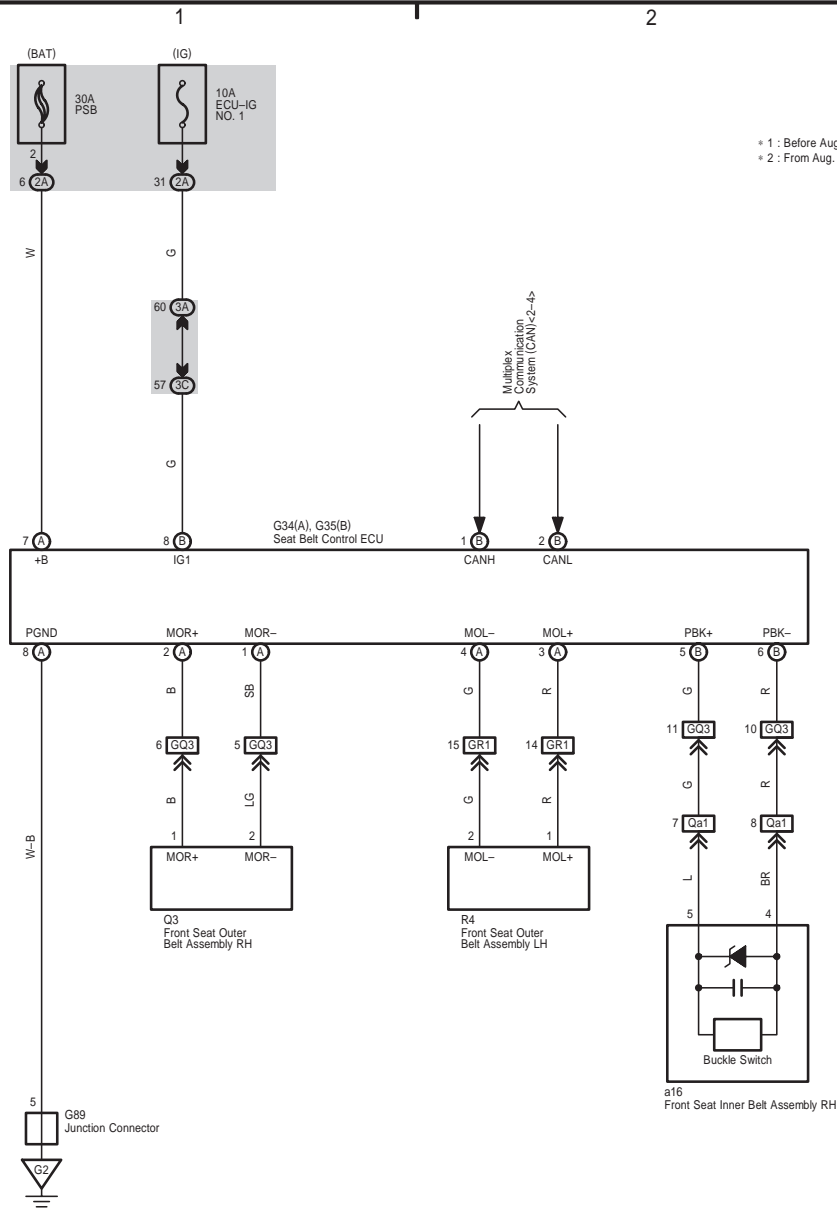 1
2
(BAT)
(IG)
30A
PSB
10A
ECU–IG
NO. 1
∗ 1 : Before Aug
∗ 2 : From Aug.
2
6 2A
31 2A
W
G
60 3A
57 3C
G
Multiplex
Communication
System (CAN)<2–4>
G34(A), G35(B)
Seat Belt Control ECU
7 A
8 B
1 B
2 B
+B
IG1
CANH
CANL
PGND
MOR+
MOR–
MOL–
MOL+
PBK+
PBK–
8 A
2 A
1 A
4 A
3 A
5 B
6 B
B
SB
G
R
G
R
6 GQ3
5 GQ3
15 GR1
14 GR1
11 GQ3
10 GQ3
B
LG
G
R
G
R
7 Qa1
8 Qa1
W–B
1
2
2
1
MOR+
MOR–
MOL–
MOL+
L
BR
Q3
Front Seat Outer
Belt Assembly RH
R4
Front Seat Outer
Belt Assembly LH
5
4
Buckle Switch
a16
Front Seat Inner Belt Assembly RH
5
G89
Junction Connector
G2